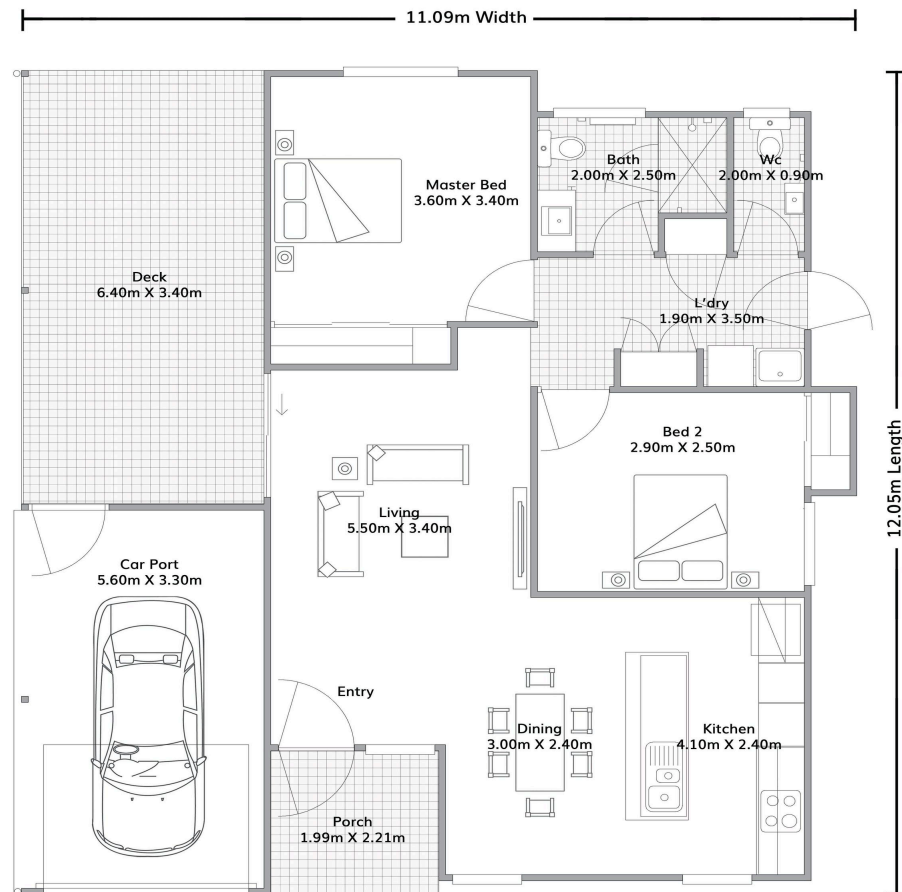 11.09m Width
Master Bed
3.60m X 3.40m
Bath
2.00m X 2.50m
Wc
2.00m X 0.90m
Deck
6.40m X 3.40m
L'dry
1.90m X 3.50m
Bed 2
2.90m X 2.50m
12.05m Length
Living
5.50m X 3.40m
Car Port
5.60m X 3.30m
Entry
Dining
3.00m X 2.40m
Kitchen
4.10m X 2.40m
Porch
1.99m X 2.21m